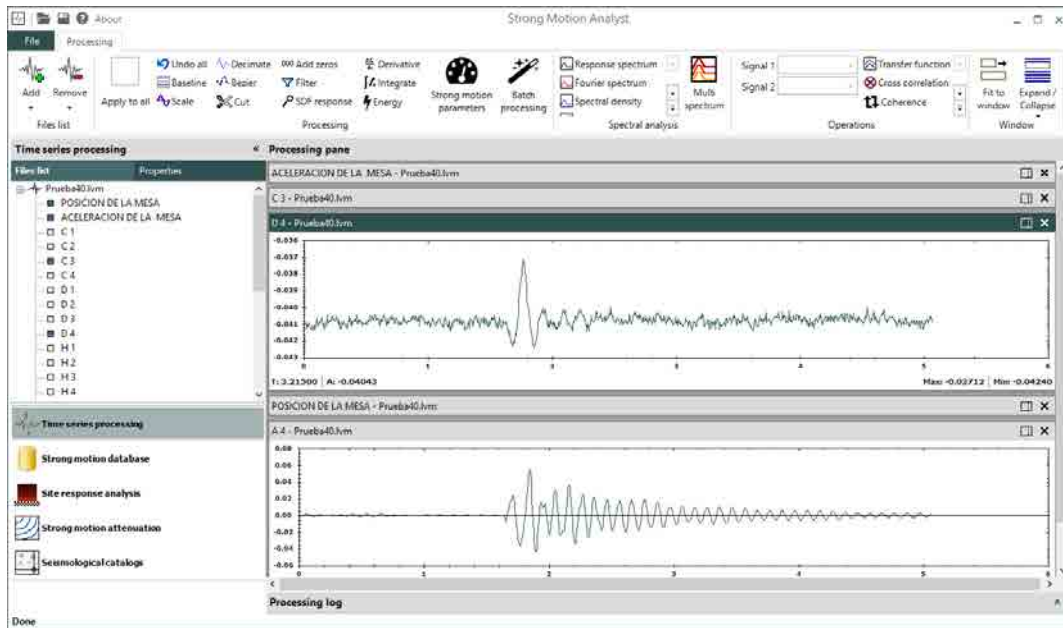 About
Strong Motion Analyst
File
Processing
Add
Remove
Files list
Apply to all
Undo all
Decimate
Add zeros
Derivative
Baseline
Bezier
Filter
Integrate
Scale
Cut
SDF response
Energy
Strong motion parameters
Batch processing
Processing
Response spectrum
Fourier spectrum
Spectral density
Multi spectrum
Spectral analysis
Signal 1
Signal 2
Transfer function
Cross correlation
Coherence
Operations
Fit to window
Expand / Collapse
Window
Time series processing
Files list
Properties
Prueba40.lvm
POSICION DE LA MESA
ACELERACION DE LA MESA
C 1
C 2
C 3
C 4
D 1
D 2
D 3
D 4
H 1
H 2
H 3
H 4
Time series processing
Strong motion database
Site response analysis
Strong motion attenuation
Seismological catalogs
Processing pane
ACELERACION DE LA MESA - Prueba40.lvm
C 3 - Prueba40.lvm
D 4 - Prueba40.lvm
-0.036
-0.037
-0.038
-0.039
-0.040
-0.041
-0.042
-0.043
0 1 2 3 4 5 6
T: 3.21500 A: -0.04043
Max: -0.03712 Min: -0.04240
POSICION DE LA MESA - Prueba40.lvm
A 4 - Prueba40.lvm
0.08
0.06
0.04
0.02
0.00
-0.02
-0.04
-0.06
0 1 2 3 4 5 6
Processing log
Done